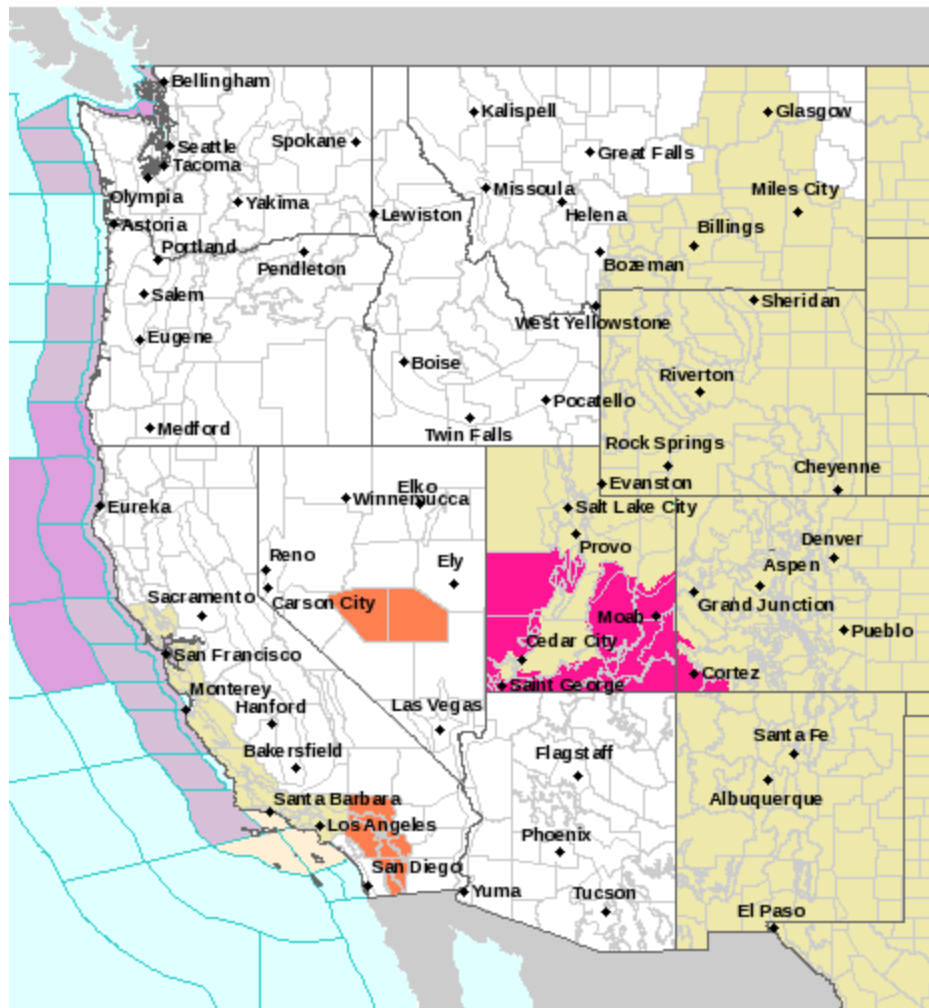 Bellingham
Kalispell
Glasgow
Seattle
Spokane
Great Falls
Tacoma
Missoula
Miles City
Olympia
Yakima
Lewiston
Helena
Astoria
Billings
Portland
Pendleton
Bozeman
Salem
Sheridan
West Yellowstone
Eugene
Boise
Riverton
Pocatello
Medford
Twin Falls
Rock Springs
Cheyenne
Elko
Evanston
Winnemucca
Eureka
Salt Lake City
Provo
Denver
Reno
Ely
Aspen
Sacramento
Carson City
Grand Junction
Moab
Pueblo
Cedar City
San Francisco
Cortez
Saint George
Monterey
Hanford
Las Vegas
Santa Fe
Bakersfield
Flagstaff
Santa Barbara
Albuquerque
Los Angeles
Phoenix
San Diego
Yuma
Tucson
El Paso